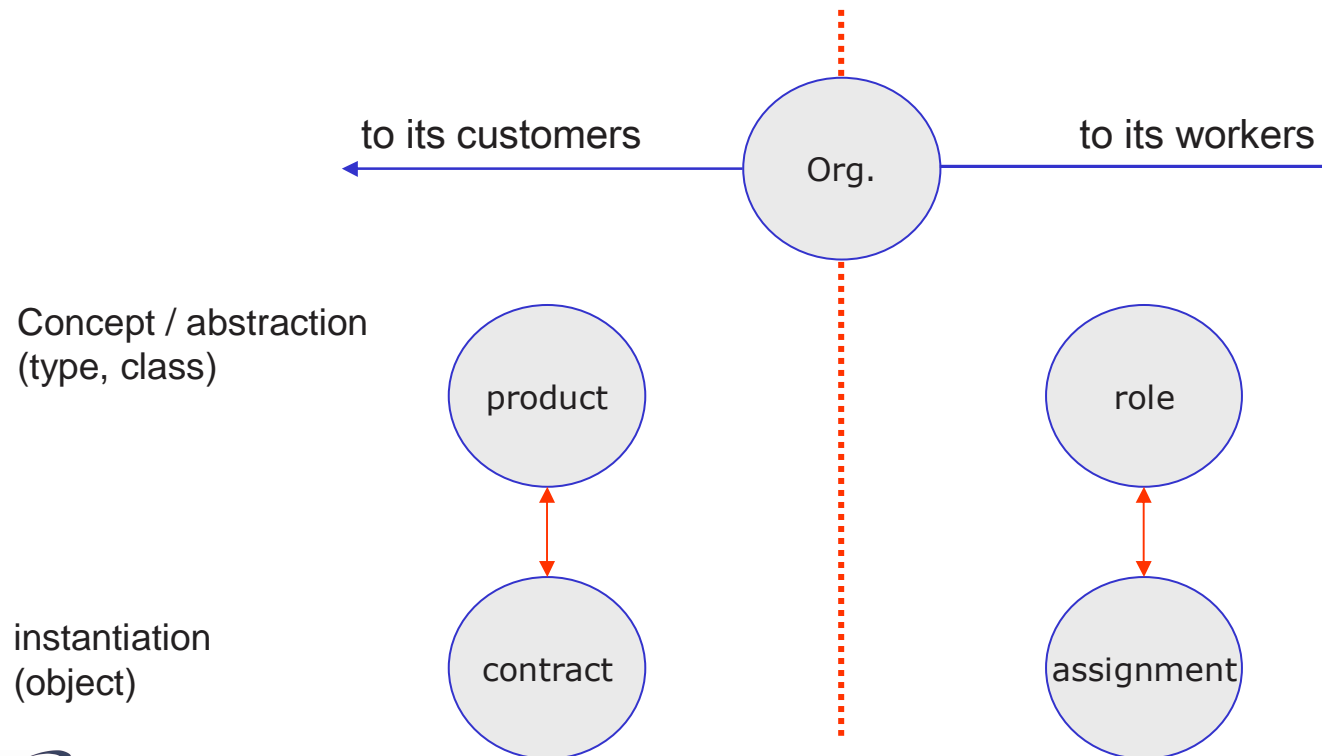 to its customers
Org.
to its workers
Concept / abstraction
(type, class)
product
role
instantiation
(object)
contract
assignment